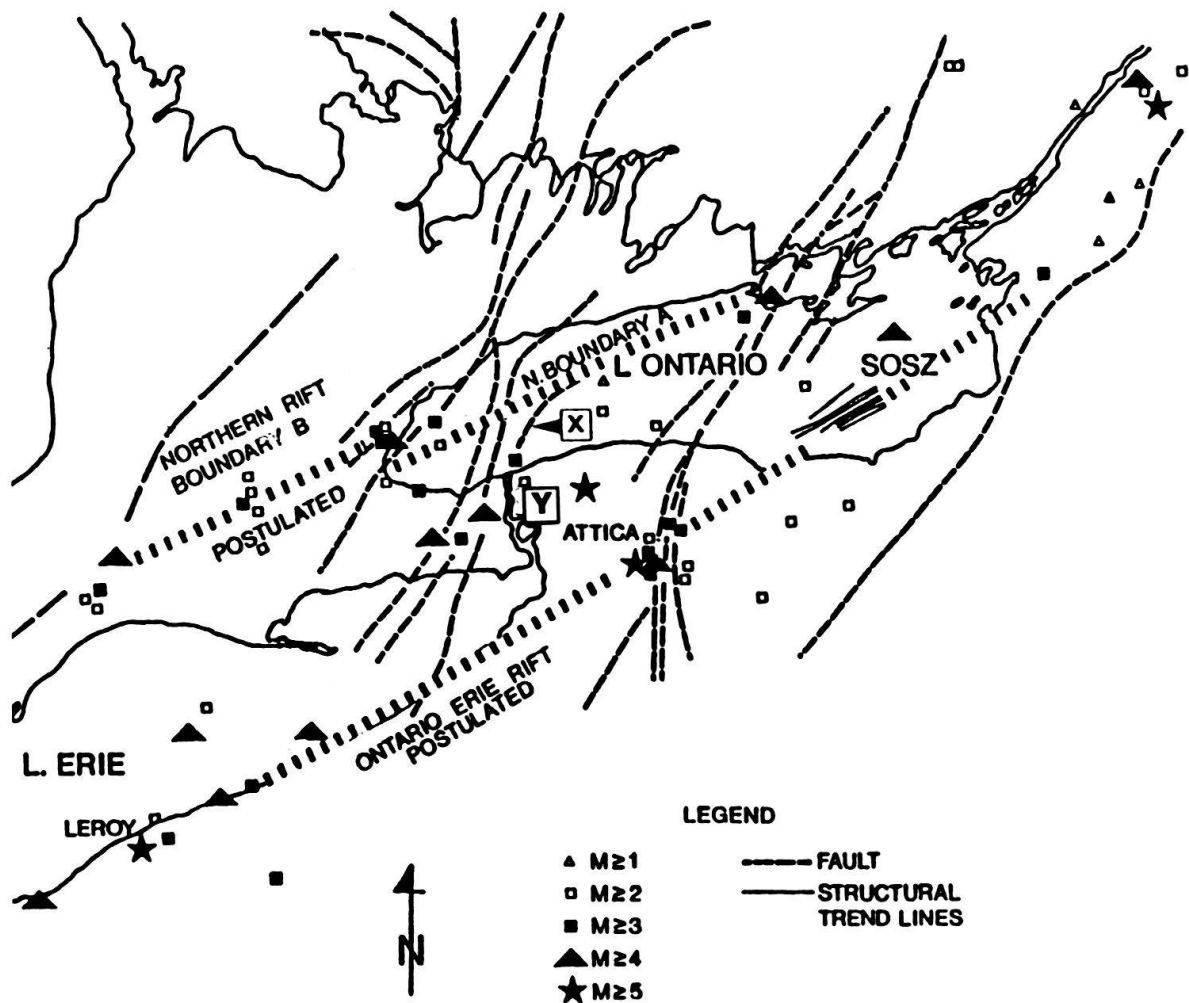 N. BOUNDARY A
L ONTARIO
SOSZ
NORTHERN RIFT
BOUNDARY B
POSTULATED
X
Y
ATTICA
ONTARIO ERIE RIFT
POSTULATED
L. ERIE
LEROY
LEGEND
M≥1
M≥2
M≥3
M≥4
M≥5
FAULT
STRUCTURAL
TREND LINES
N